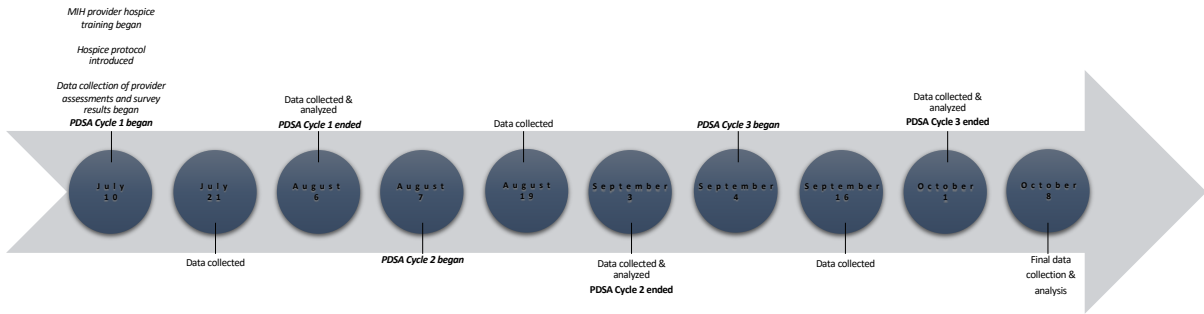 MIH provider hospice
training began
Hospice protocol
introduced
Data collection of provider
assessments and survey
results began
PDSA Cycle 1 began
July
10
July
21
Data collected
Data collected &
analyzed
PDSA Cycle 1 ended
August
6
August
7
PDSA Cycle 2 began
Data collected
August
19
September
3
Data collected &
analyzed
PDSA Cycle 2 ended
PDSA Cycle 3 began
September
4
September
16
Data collected
Data collected &
analyzed
PDSA Cycle 3 ended
October
1
October
8
Final data
collection &
analysis